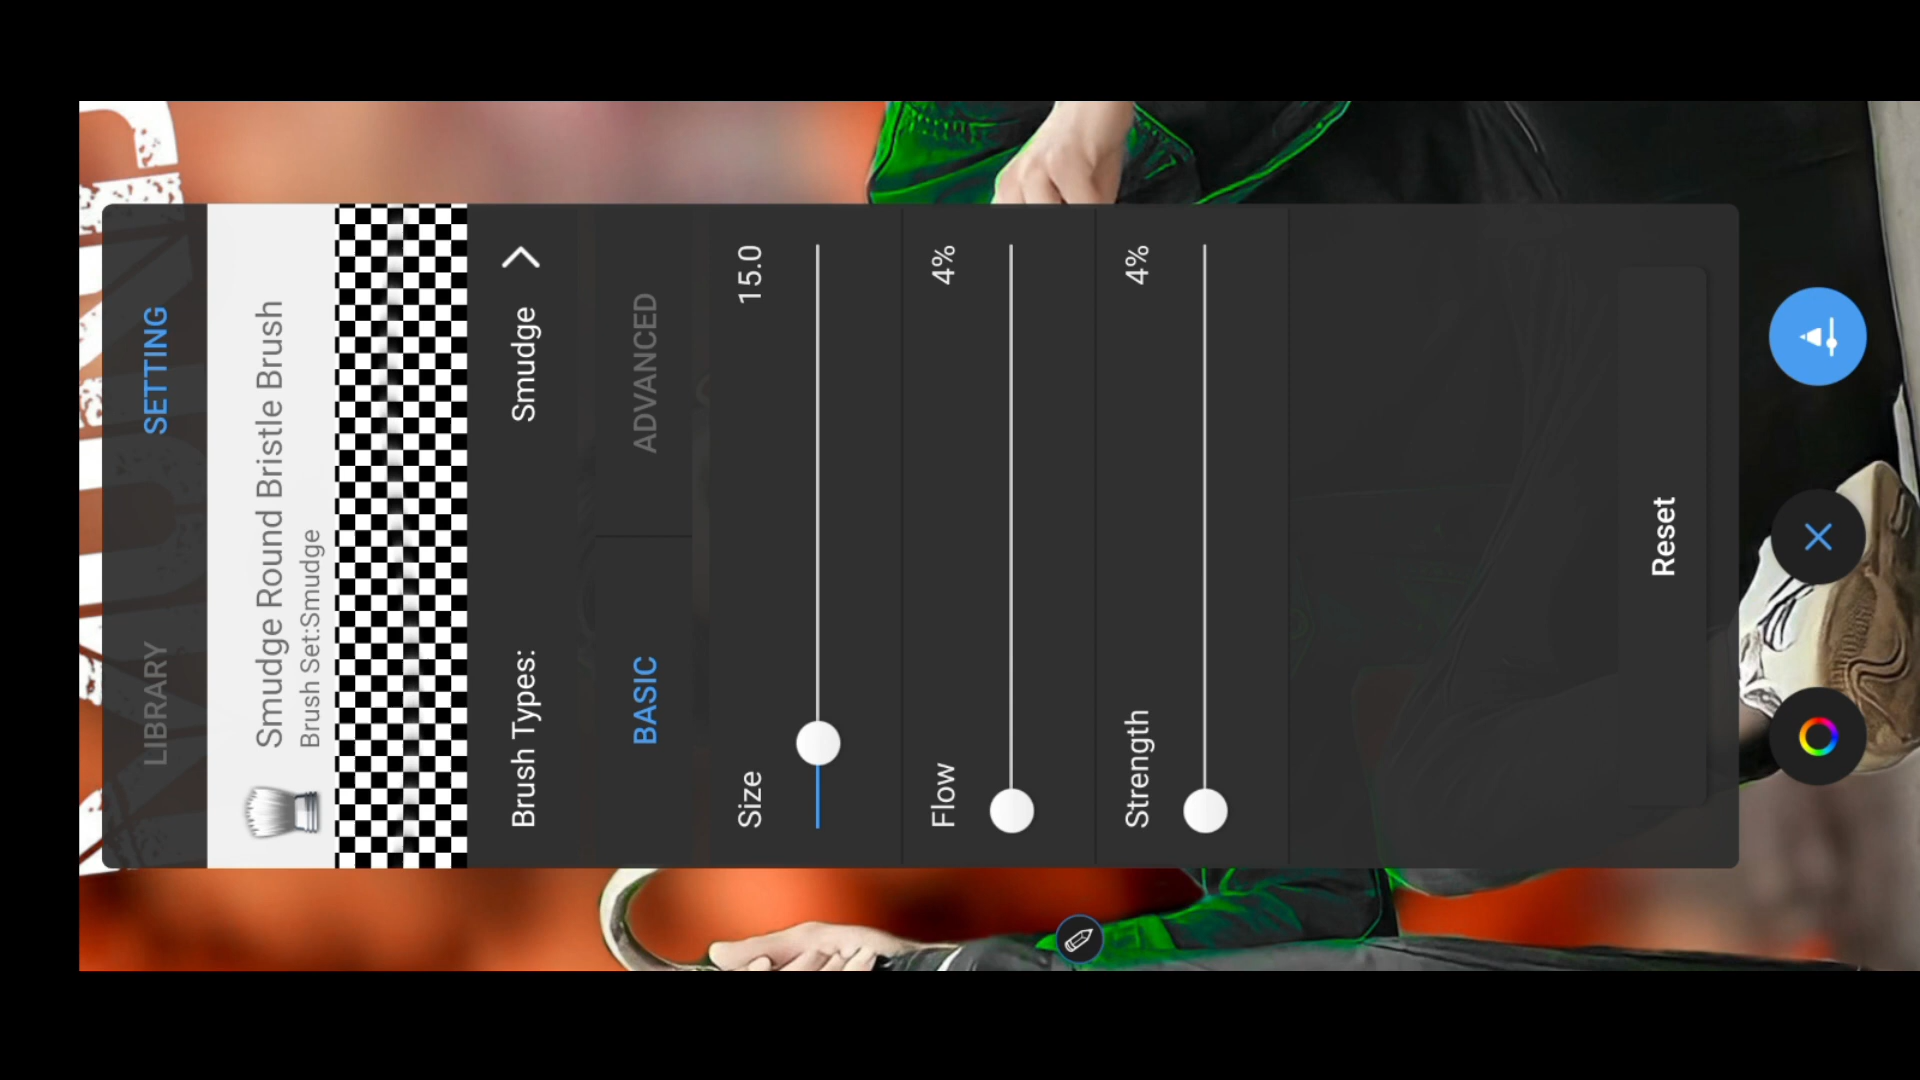 LIBRARY
SETTING
Smudge Round Bristle Brush
Brush Set:Smudge
Brush Types:
Smudge
BASIC
ADVANCED
Size
15.0
Flow
4%
Strength
4%
Reset